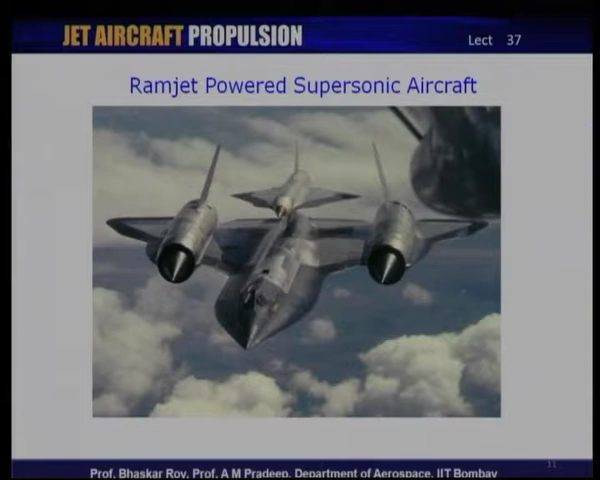 JET AIRCRAFT PROPULSION
Lect 37
Ramjet Powered Supersonic Aircraft
11
Prof. Bhaskar Roy, Prof. A M Pradeep, Department of Aerospace, IIT Bombay